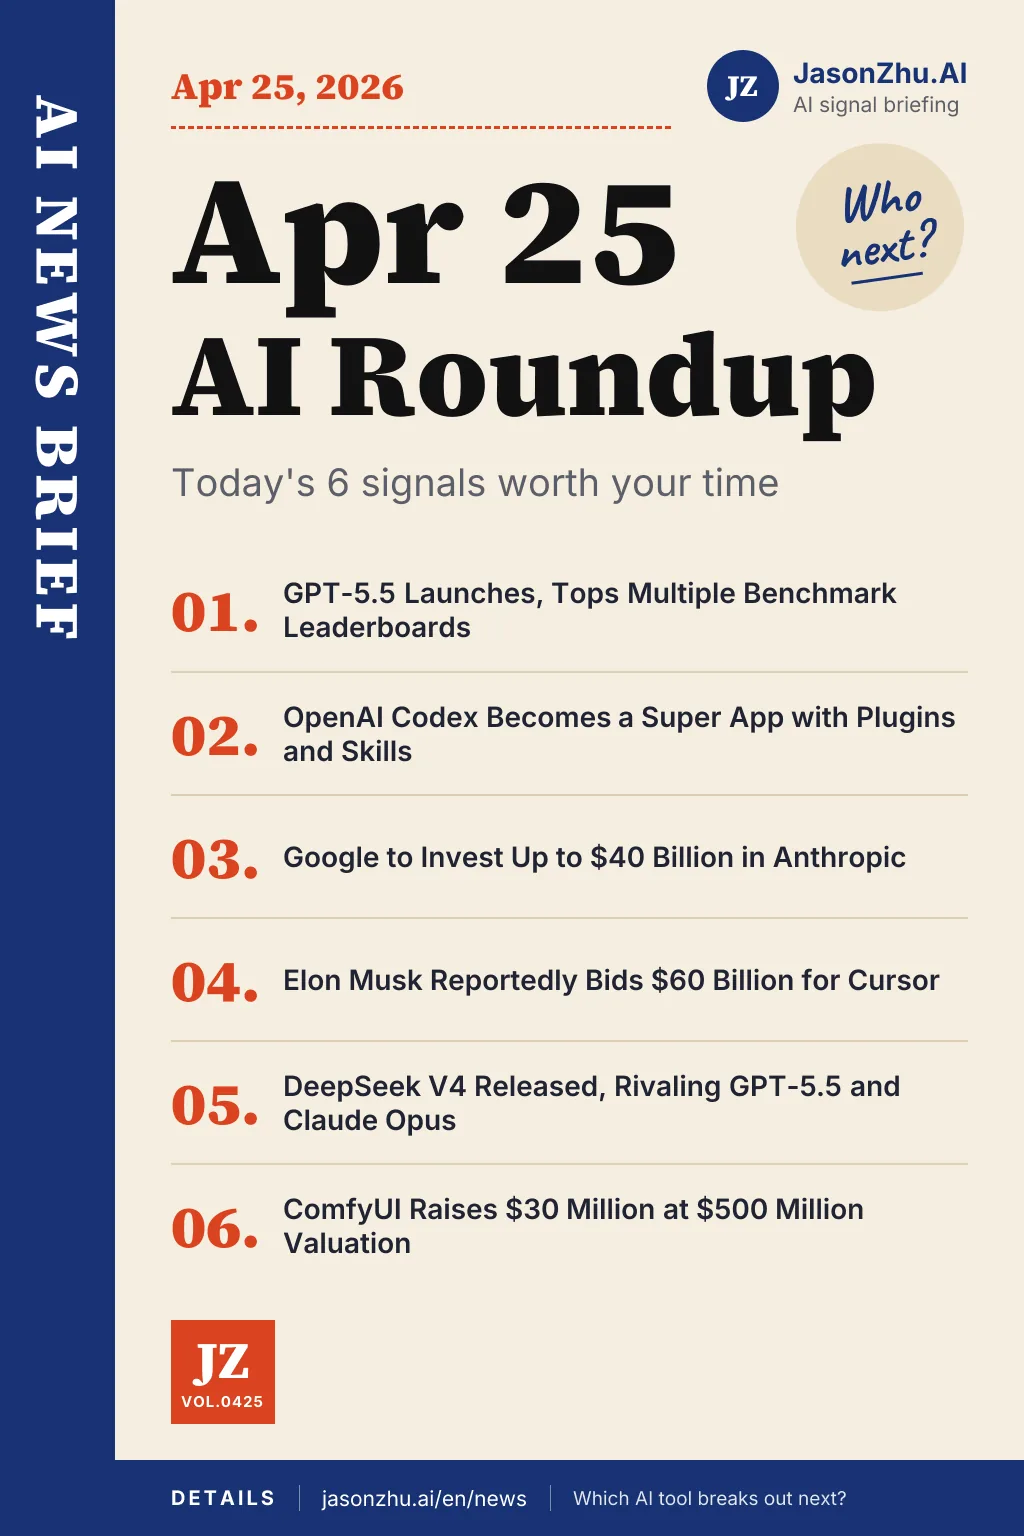 AI NEWS BRIEF
Apr 25, 2026
JZ
JasonZhu.AI
AI signal briefing
Who
next?
Apr 25
AI Roundup
Today's 6 signals worth your time
01.
GPT-5.5 Launches, Tops Multiple Benchmark
Leaderboards
02.
OpenAI Codex Becomes a Super App with Plugins
and Skills
03.
Google to Invest Up to $40 Billion in Anthropic
04.
Elon Musk Reportedly Bids $60 Billion for Cursor
05.
DeepSeek V4 Released, Rivaling GPT-5.5 and
Claude Opus
06.
ComfyUI Raises $30 Million at $500 Million
Valuation
JZ
VOL.0425
DETAILS
jasonzhu.ai/en/news
Which AI tool breaks out next?